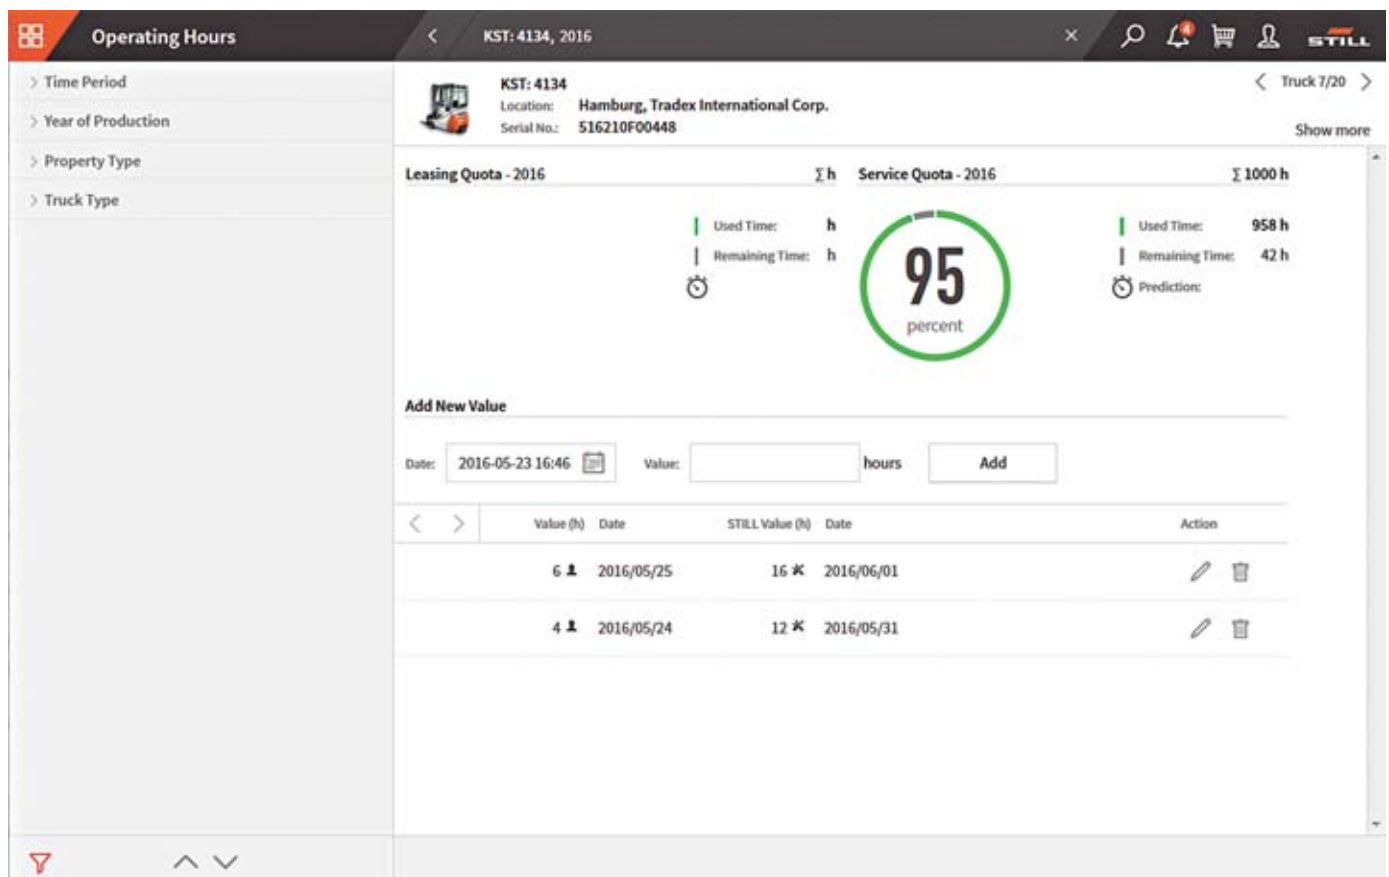 Operating Hours
KST: 4134, 2016
4
STILL
Time Period
Year of Production
Property Type
Truck Type
KST: 4134
Location: Hamburg, Tradex International Corp.
Serial No.: 516210F00448
Truck 7/20
Show more
Leasing Quota - 2016 Σ h
Used Time: h
Remaining Time: h
Service Quota - 2016 Σ 1000 h
95
percent
Used Time: 958 h
Remaining Time: 42 h
Prediction:
Add New Value
Date: 2016-05-23 16:46 Value: hours Add
Value (h) Date STILL Value (h) Date Action
6 2016/05/25 16 2016/06/01
4 2016/05/24 12 2016/05/31